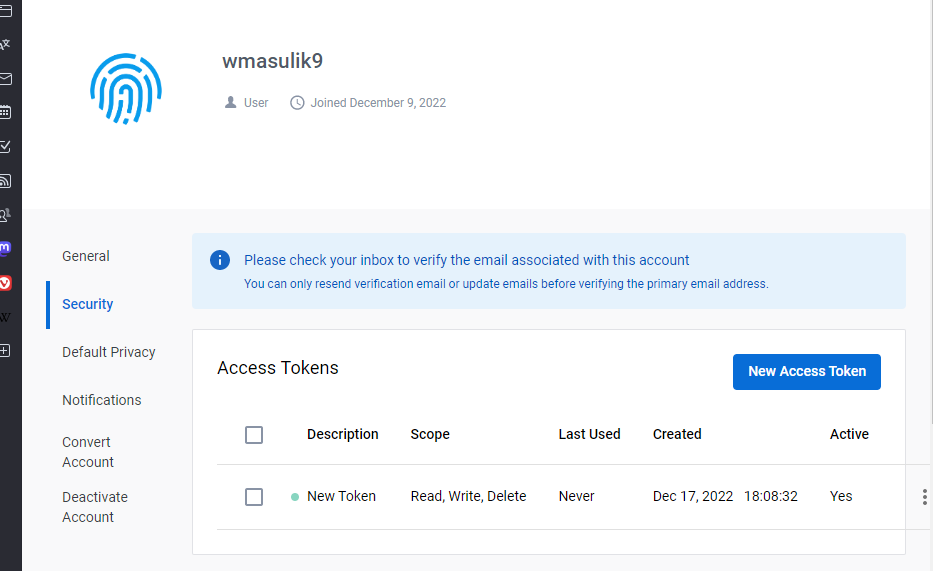 wmasulik9
User Joined December 9, 2022
General
Security
Default Privacy
Notifications
Convert
Account
Deactivate
Account
Please check your inbox to verify the email associated with this account
You can only resend verification email or update emails before verifying the primary email address.
Access Tokens
New Access Token
Description Scope Last Used Created Active
New Token Read, Write, Delete Never Dec 17, 2022 18:08:32 Yes
W